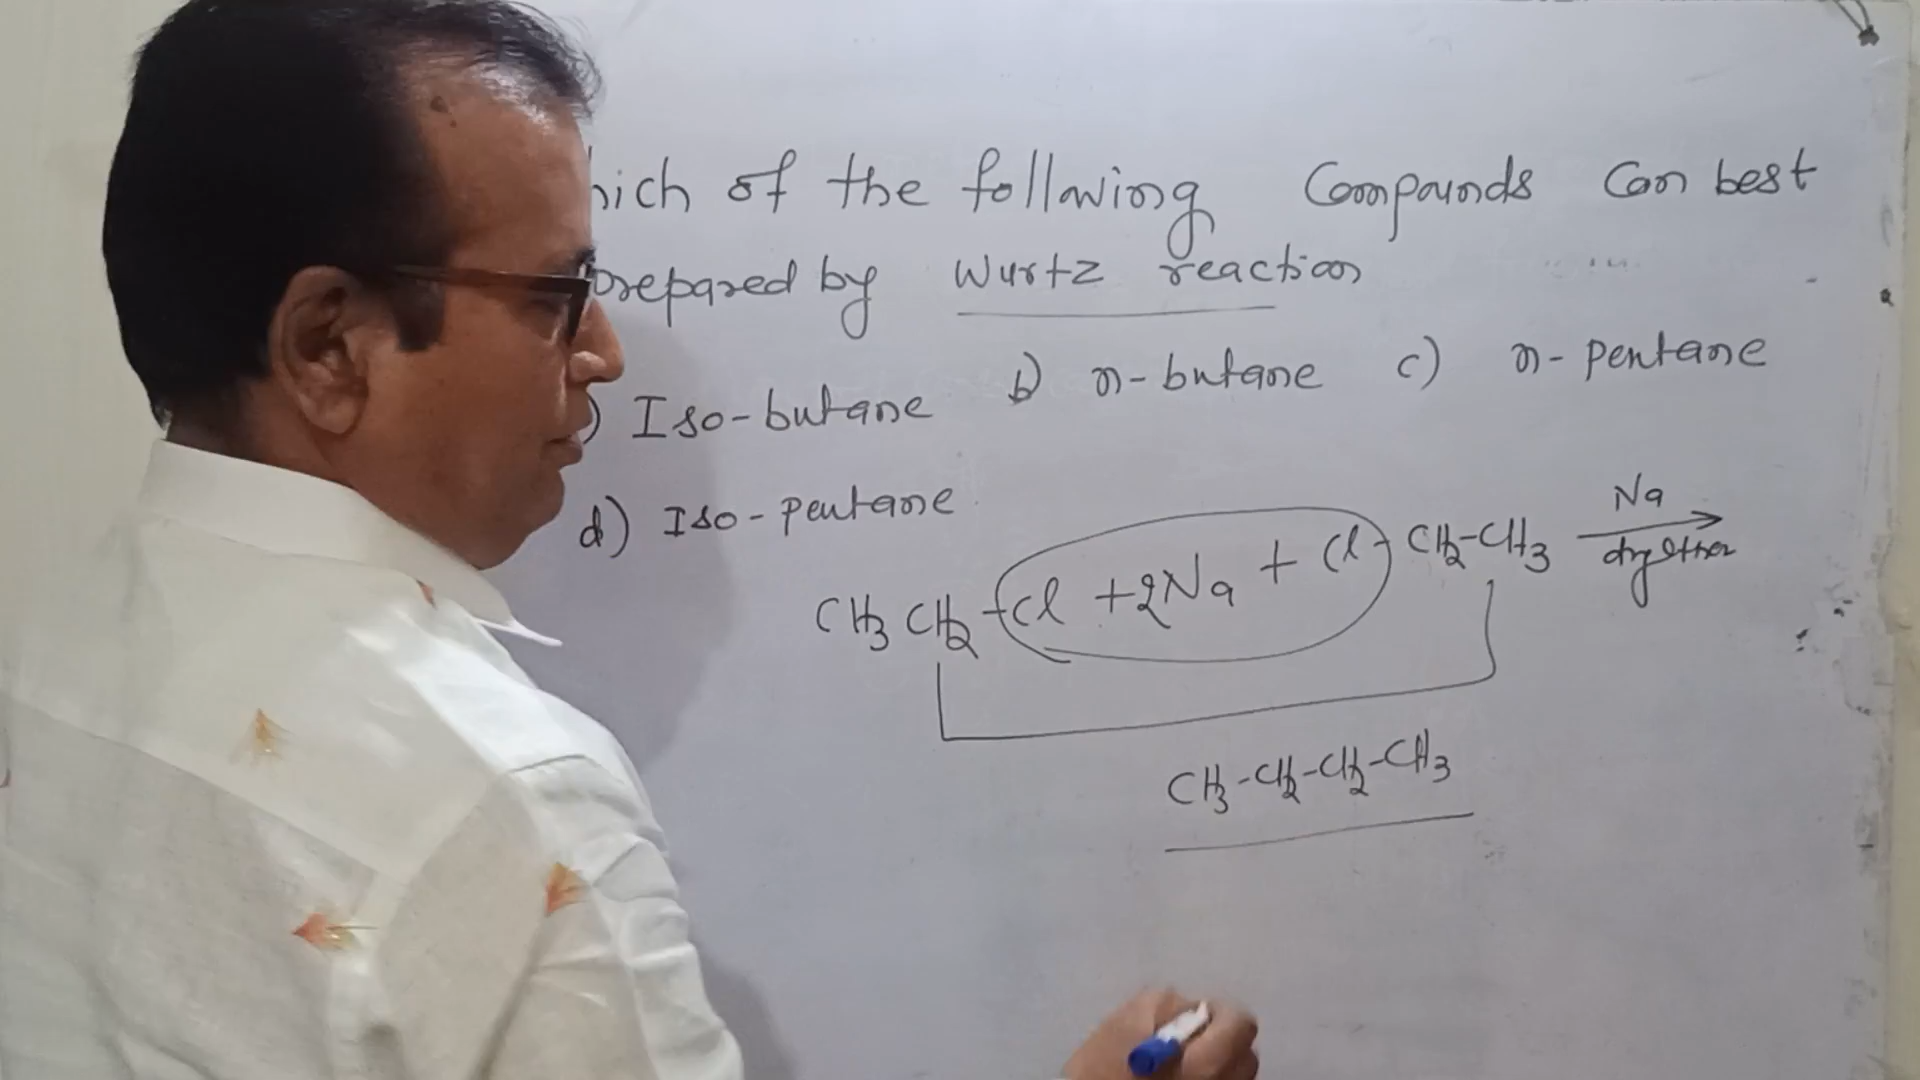 hich of the following Compounds Can best
prepared by Wurtz reaction
) Iso-butane b) n-butane c) n-pentane
d) Iso-pentane
Na
CH3 CH2-Cl +2Na + Cl-CH2-CH3 dry ether
CH3-CH2-CH2-CH3